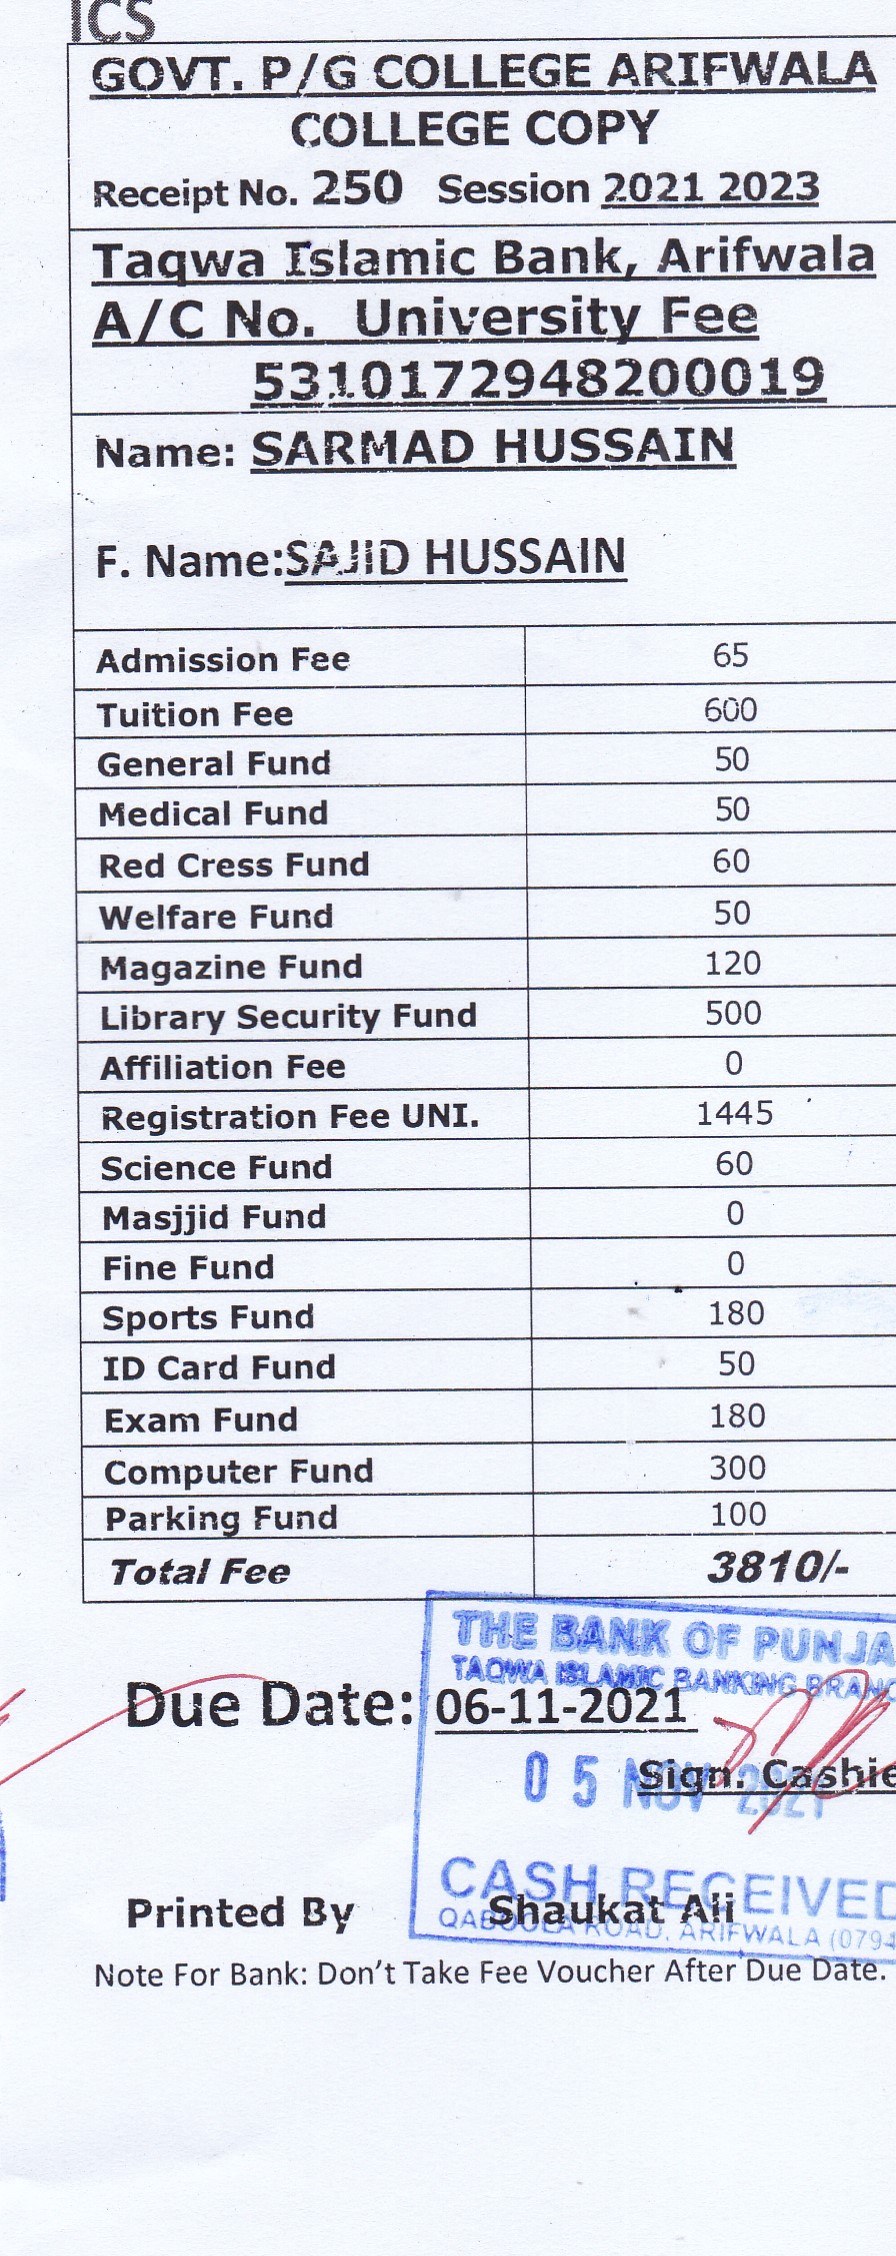 ICS
GOVT. P/G COLLEGE ARIFWALA
COLLEGE COPY
Receipt No. 250 Session 2021 2023
Taqwa Islamic Bank, Arifwala
A/C No. University Fee
5310172948200019
Name: SARMAD HUSSAIN
F. Name:SAJID HUSSAIN
Admission Fee 65
Tuition Fee 600
General Fund 50
Medical Fund 50
Red Cress Fund 60
Welfare Fund 50
Magazine Fund 120
Library Security Fund 500
Affiliation Fee 0
Registration Fee UNI. 1445
Science Fund 60
Masjjid Fund 0
Fine Fund 0
Sports Fund 180
ID Card Fund 50
Exam Fund 180
Computer Fund 300
Parking Fund 100
Total Fee 3810/-
THE BANK OF PUNJA
TAQWA ISLAMIC BANKING BRANC
Due Date: 06-11-2021
05 NOV 2021
Sign. Cashie
CASH RECEIVED
Printed By Shaukat Ali
QABOOLA ROAD, ARIFWALA (0794
Note For Bank: Don't Take Fee Voucher After Due Date.